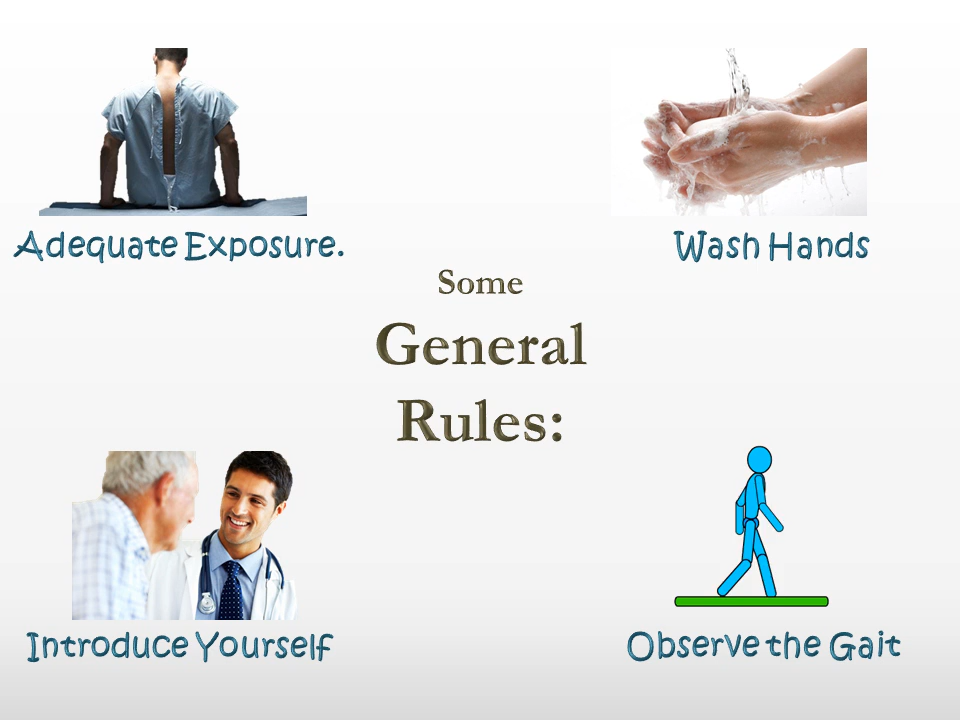 Adequate Exposure.
Wash Hands
Some
General
Rules:
Introduce Yourself
Observe the Gait